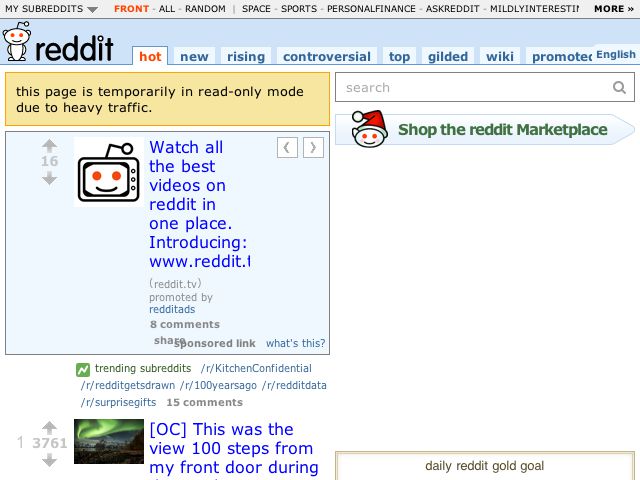 MY SUBREDDITS FRONT - ALL - RANDOM | SPACE - SPORTS - PERSONALFINANCE - ASKREDDIT - MILDLYINTERESTIN MORE »
reddit hot new rising controversial top gilded wiki promoted English
this page is temporarily in read-only mode
due to heavy traffic.
search
Shop the reddit Marketplace
16
Watch all
the best
videos on
reddit in
one place.
Introducing:
www.reddit.t
(reddit.tv)
promoted by
redditads
8 comments
share
sponsored link what's this?
trending subreddits /r/KitchenConfidential
/r/redditgetsdrawn /r/100yearsago /r/redditdata
/r/surprisegifts 15 comments
1 3761
[OC] This was the
view 100 steps from
my front door during
daily reddit gold goal